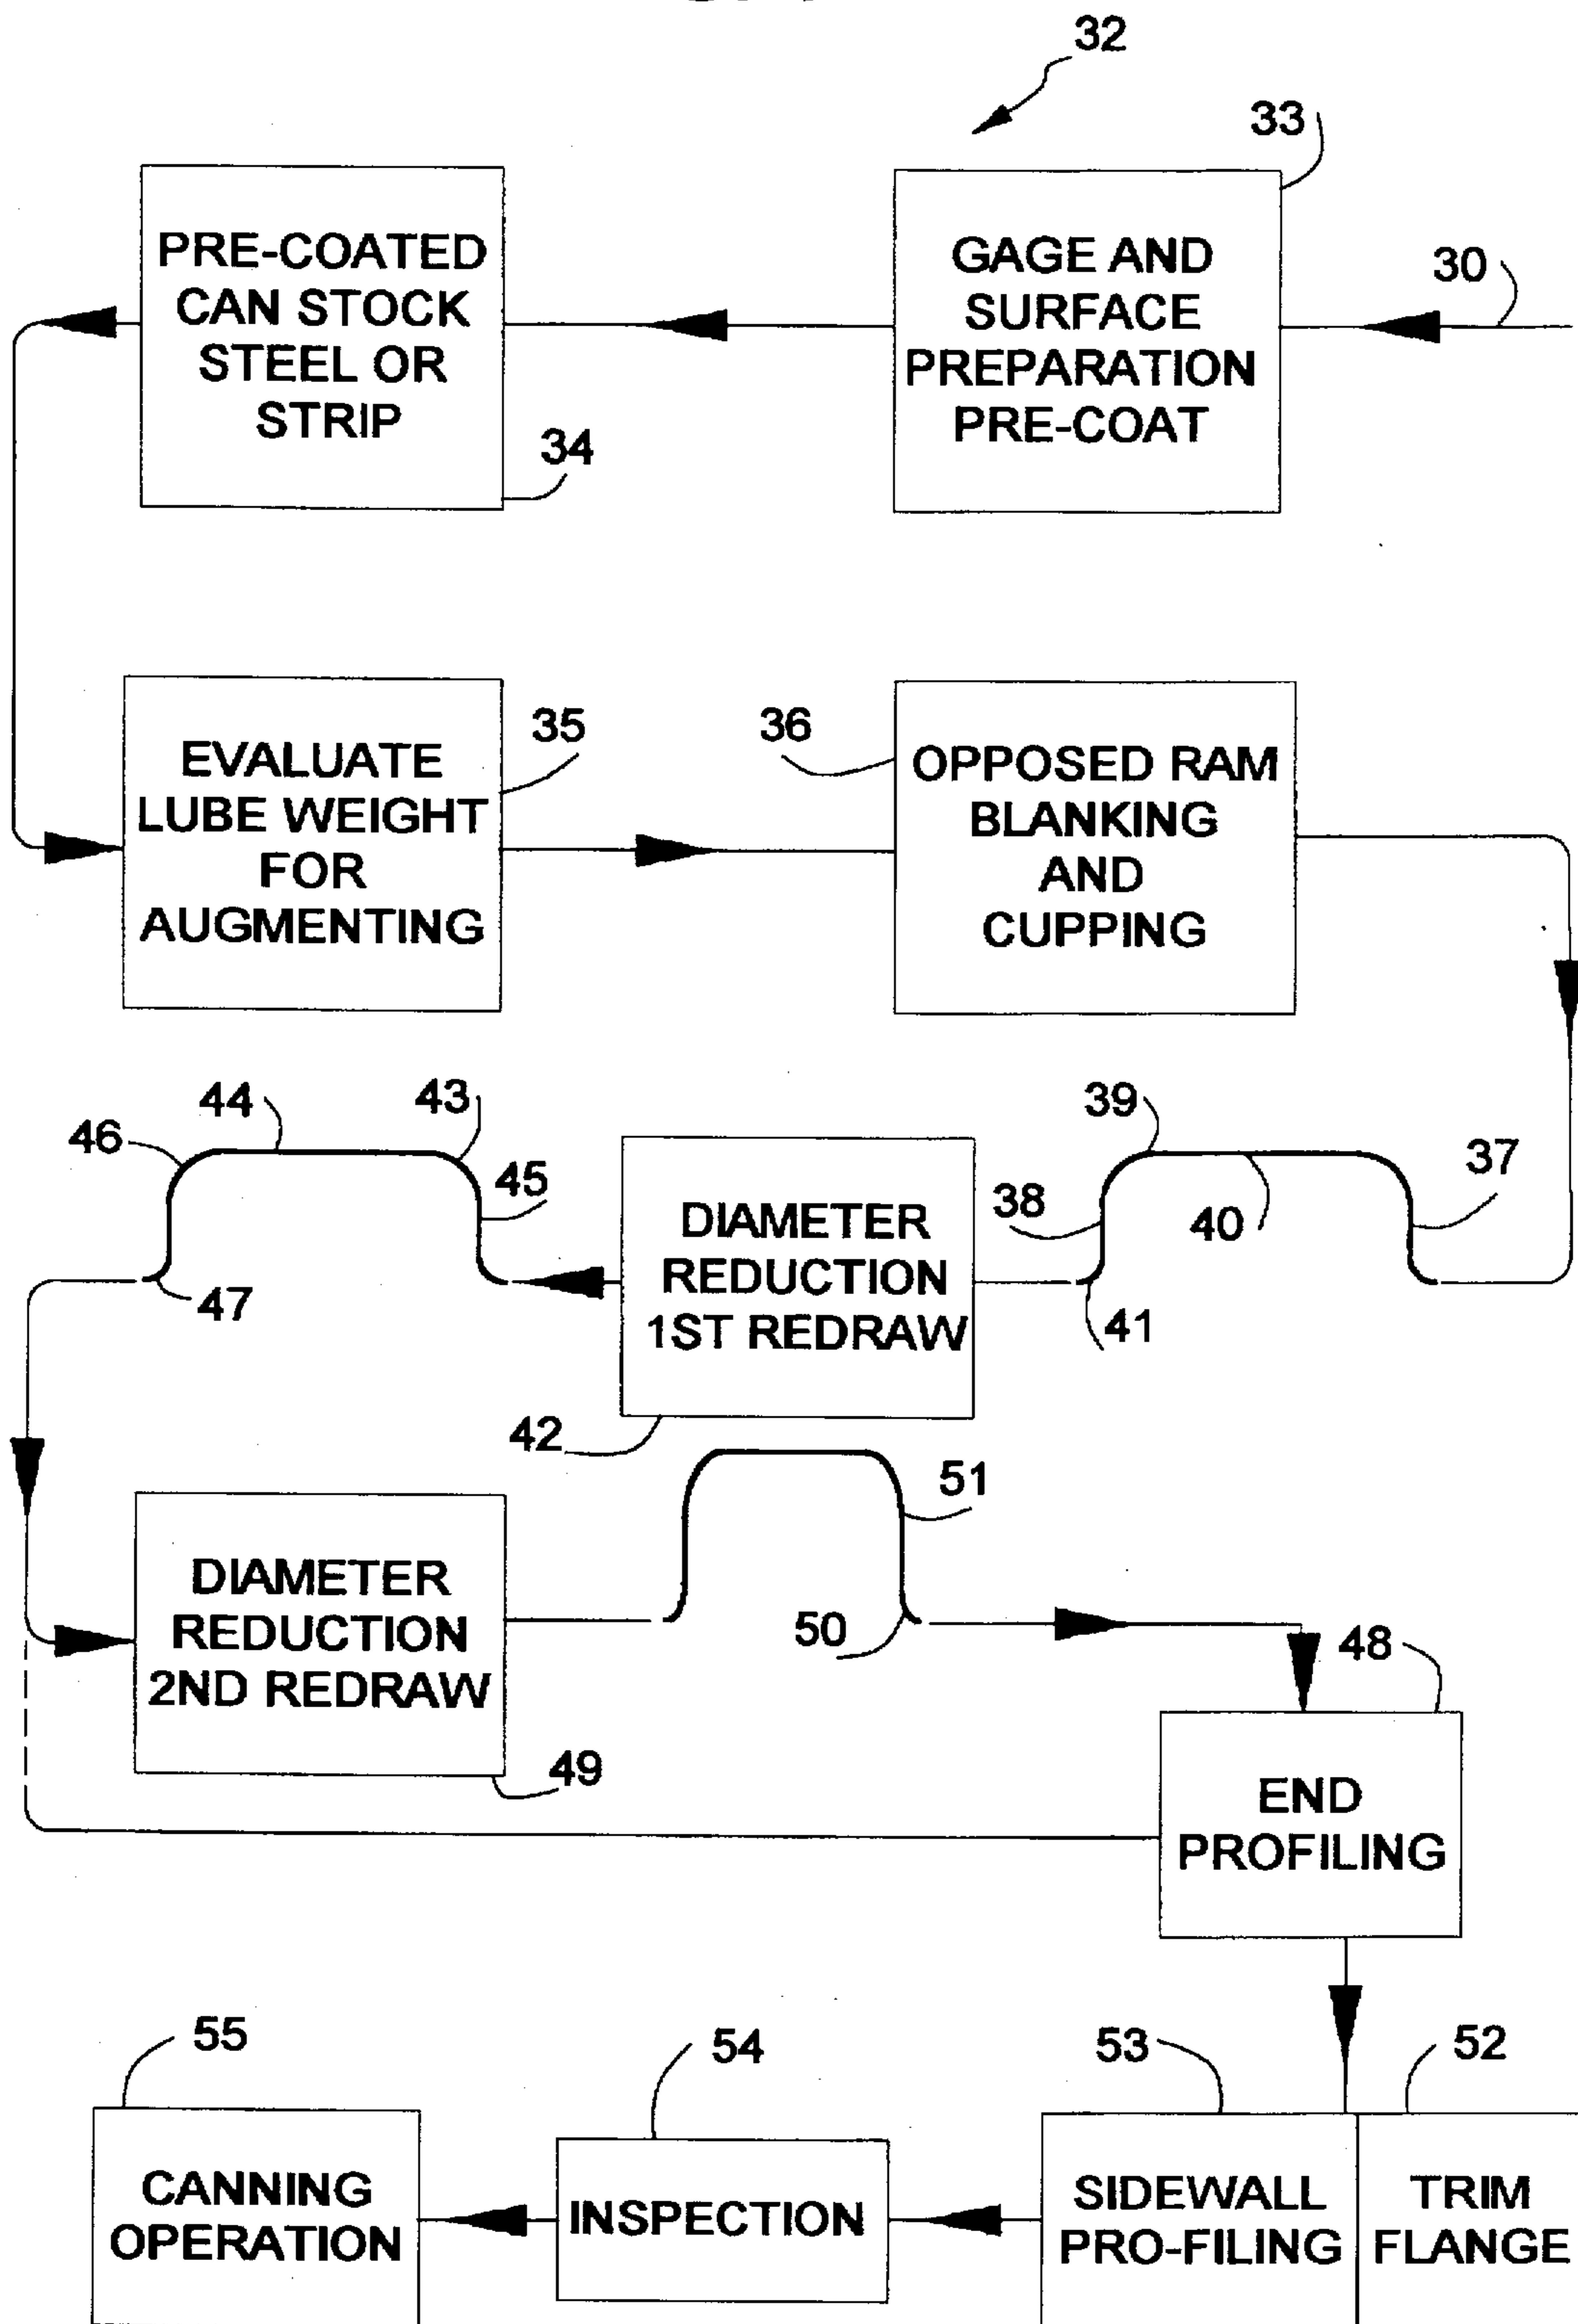 32
33
30
GAGE AND
SURFACE
PREPARATION
PRE-COAT
PRE-COATED
CAN STOCK
STEEL OR
STRIP
34
35
EVALUATE
LUBE WEIGHT
FOR
AUGMENTING
36
OPPOSED RAM
BLANKING
AND
CUPPING
37
38
39
40
41
DIAMETER
REDUCTION
1ST REDRAW
42
43
44
45
46
47
DIAMETER
REDUCTION
2ND REDRAW
49
51
50
48
END
PROFILING
52
TRIM
FLANGE
53
SIDEWALL
PRO-FILING
54
INSPECTION
55
CANNING
OPERATION